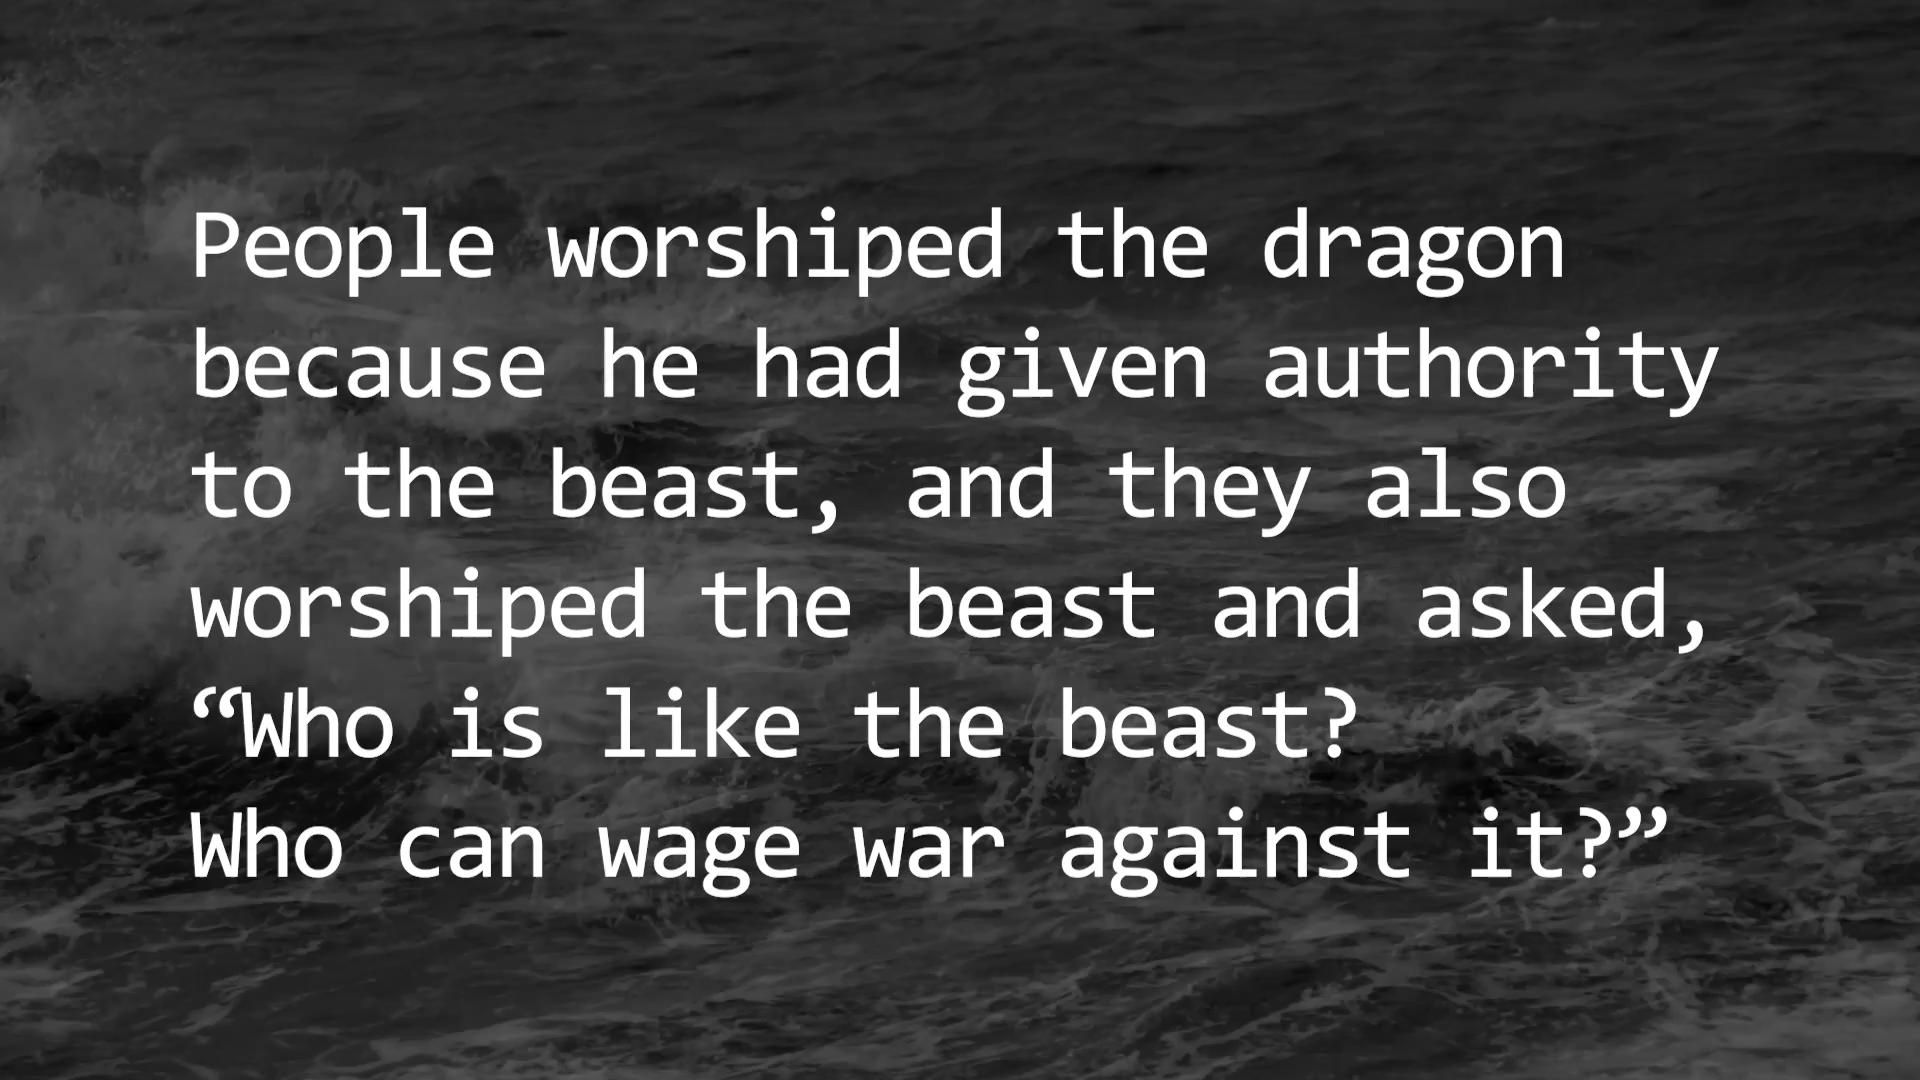 People worshiped the dragon
because he had given authority
to the beast, and they also
worshiped the beast and asked,
“Who is like the beast?
Who can wage war against it?”